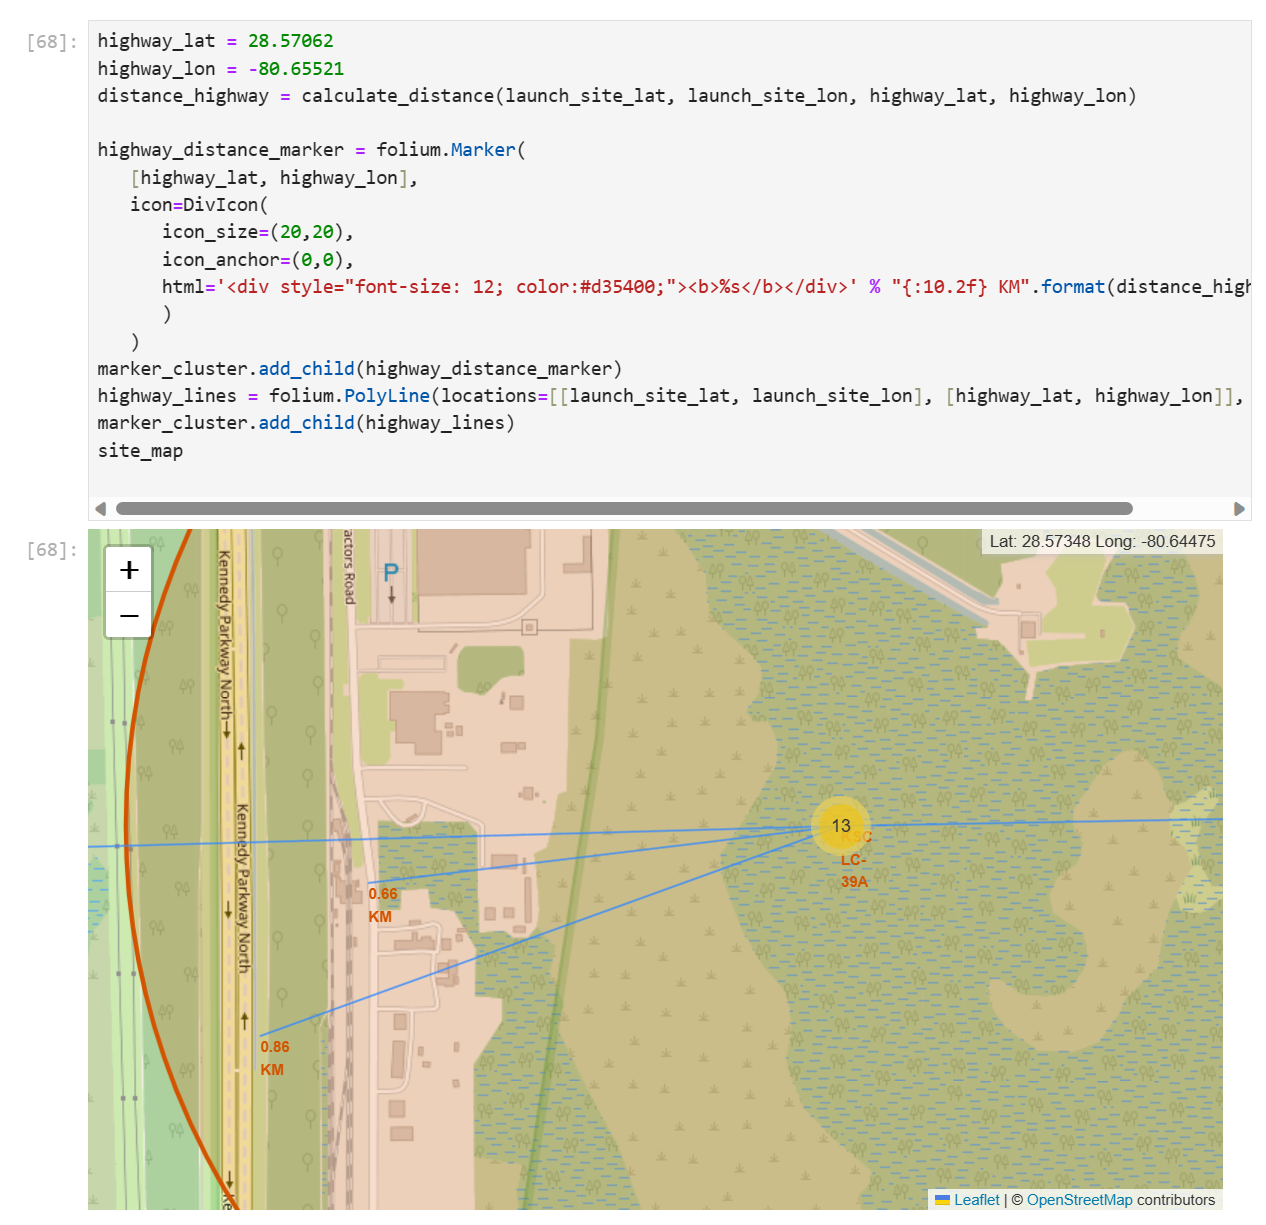 [68]:
highway_lat = 28.57062
highway_lon = -80.65521
distance_highway = calculate_distance(launch_site_lat, launch_site_lon, highway_lat, highway_lon)
highway_distance_marker = folium.Marker(
[highway_lat, highway_lon],
icon=DivIcon(
icon_size=(20,20),
icon_anchor=(0,0),
html='<div style="font-size: 12; color:#d35400;"><b>%s</b></div>' % "{:10.2f} KM".format(distance_high
)
)
marker_cluster.add_child(highway_distance_marker)
highway_lines = folium.PolyLine(locations=[[launch_site_lat, launch_site_lon], [highway_lat, highway_lon]],
marker_cluster.add_child(highway_lines)
site_map
[68]:
+
−
Lat: 28.57348 Long: -80.64475
Kennedy Parkway North
actors Road
P
Kennedy Parkway North
13
KSC
LC-
39A
0.66
KM
0.86
KM
Ke
Leaflet | © OpenStreetMap contributors